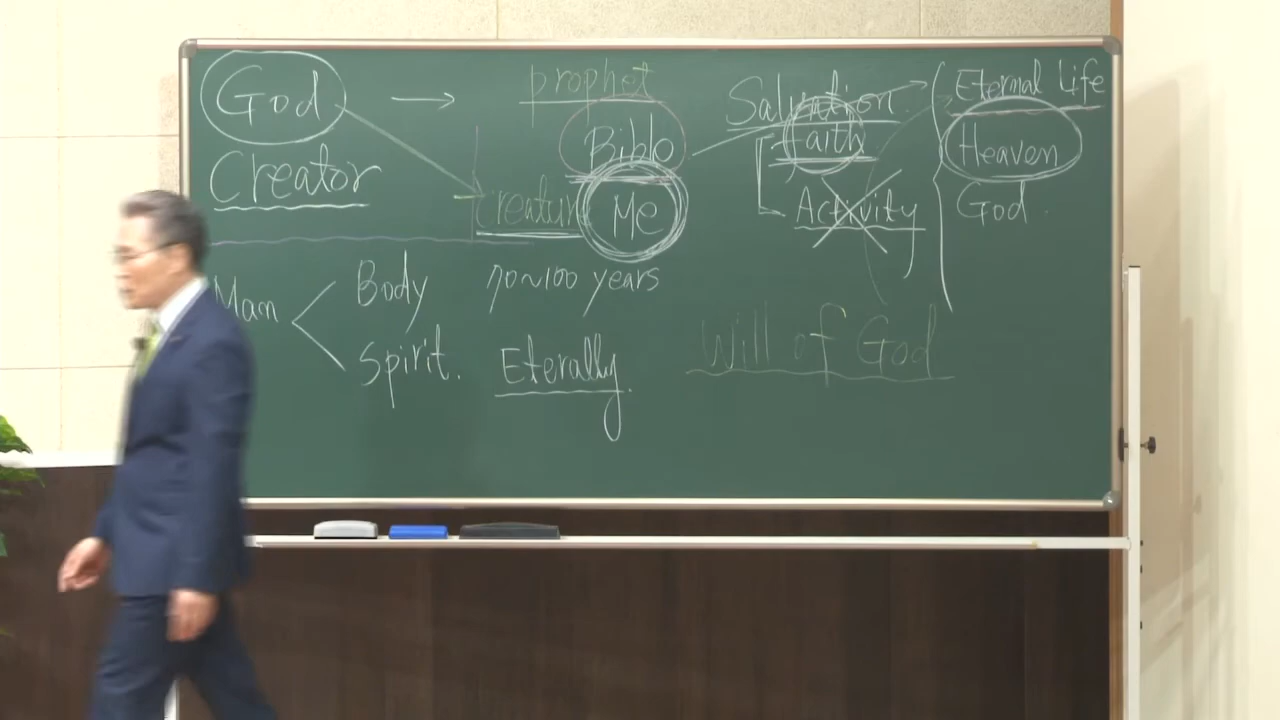 God → prophet
Bible
Creator
Creature Me
Salvation
Faith
Activity
Eternal Life
Heaven
God.
Man
Body 70~100 years
Spirit. Eterally.
Will of God